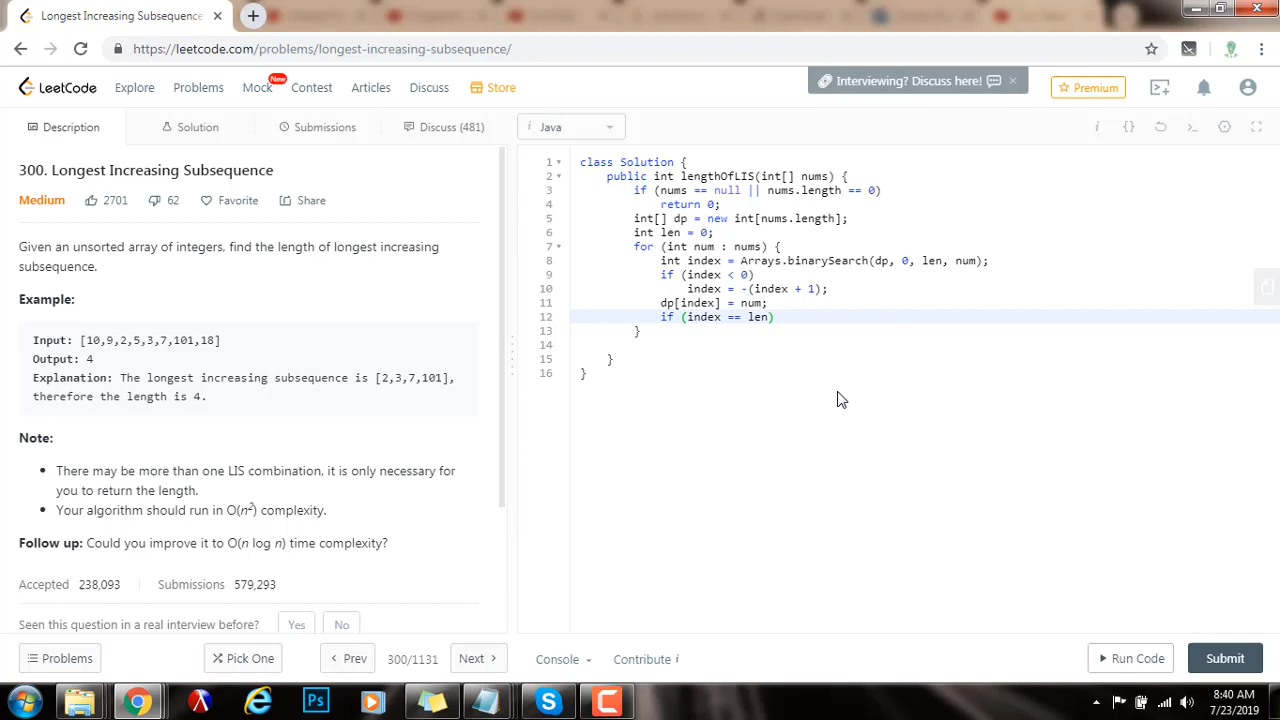 Longest Increasing Subsequence
https://leetcode.com/problems/longest-increasing-subsequence/
LeetCode Explore Problems Mock New Contest Articles Discuss Store
Interviewing? Discuss here!
Premium
Description Solution Submissions Discuss (481)
i Java
300. Longest Increasing Subsequence
Medium 2701 62 Favorite Share
Given an unsorted array of integers, find the length of longest increasing
subsequence.
Example:
Input: [10,9,2,5,3,7,101,18]
Output: 4
Explanation: The longest increasing subsequence is [2,3,7,101],
therefore the length is 4.
Note:
• There may be more than one LIS combination, it is only necessary for
you to return the length.
• Your algorithm should run in O(n2) complexity.
Follow up: Could you improve it to O(n log n) time complexity?
Accepted 238,093 Submissions 579,293
Seen this question in a real interview before? Yes No
1 class Solution {
2 public int lengthOfLIS(int[] nums) {
3 if (nums == null || nums.length == 0)
4 return 0;
5 int[] dp = new int[nums.length];
6 int len = 0;
7 for (int num : nums) {
8 int index = Arrays.binarySearch(dp, 0, len, num);
9 if (index < 0)
10 index = -(index + 1);
11 dp[index] = num;
12 if (index == len)
13 }
14
15 }
16 }
Problems Pick One Prev 300/1131 Next Console Contribute i Run Code Submit
8:40 AM
7/23/2019